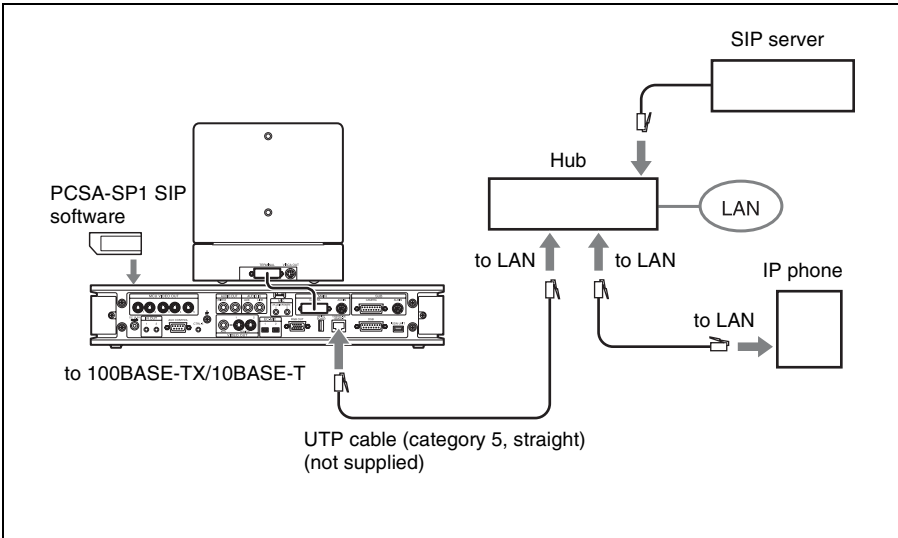 SIP server
Hub
PCSA-SP1 SIP
software
LAN
to LAN
to LAN
IP phone
to LAN
to 100BASE-TX/10BASE-T
UTP cable (category 5, straight)
(not supplied)